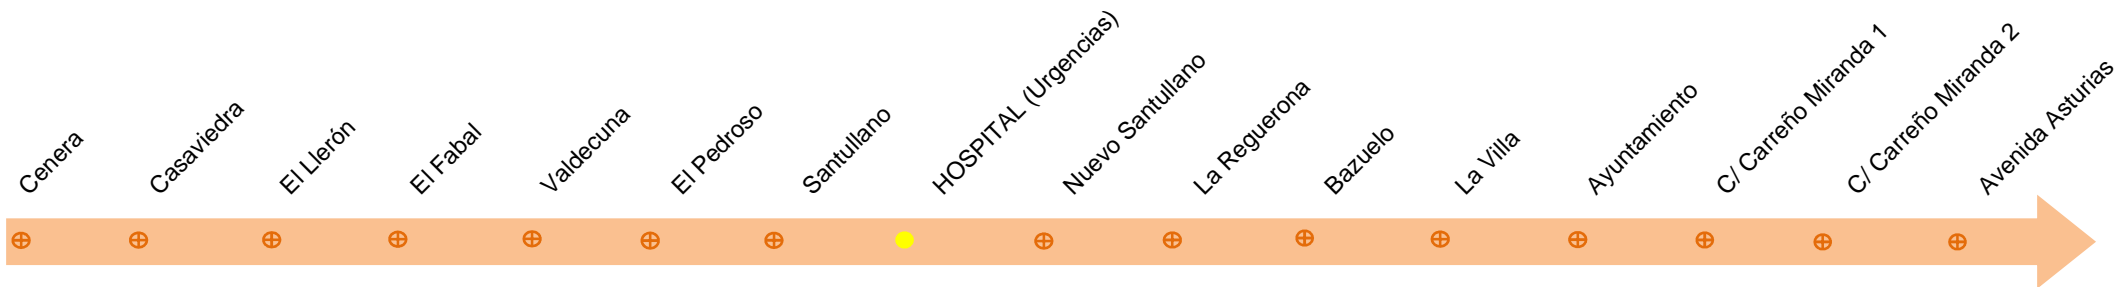 Cenera
Casaviedra
El Llerón
El Fabal
Valdecuna
El Pedroso
Santullano
HOSPITAL (Urgencias)
Nuevo Santullano
La Reguerona
Bazuelo
La Villa
Ayuntamiento
C/ Carreño Miranda 1
C/ Carreño Miranda 2
Avenida Asturias